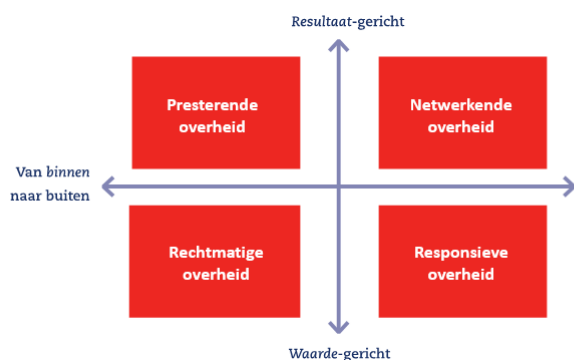 Resultaat-gericht
Presterende
overheid
Netwerkende
overheid
Van binnen
naar buiten
Rechtmatige
overheid
Responsieve
overheid
Waarde-gericht